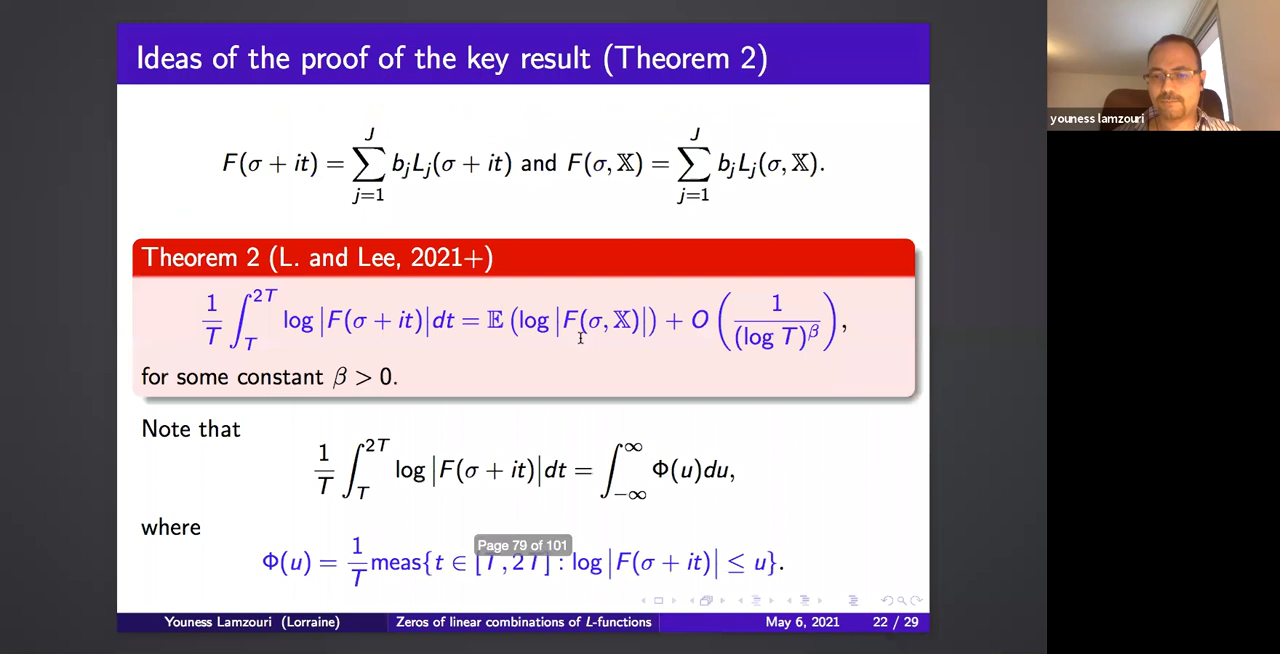 Ideas of the proof of the key result (Theorem 2)
F(σ + it) = ∑_{j=1}^{J} b_j L_j(σ + it) and F(σ, 𝕏) = ∑_{j=1}^{J} b_j L_j(σ, 𝕏).
Theorem 2 (L. and Lee, 2021+)
1/T ∫_T^{2T} log|F(σ + it)|dt = 𝔼 (log|F(σ, 𝕏)|) + O (1/(log T)^β),
for some constant β > 0.
Note that
1/T ∫_T^{2T} log|F(σ + it)|dt = ∫_{−∞}^{∞} Φ(u)du,
where
Page 79 of 101
Φ(u) = 1/T meas{t ∈ [T, 2T] : log|F(σ + it)| ≤ u}.
Youness Lamzouri (Lorraine) Zeros of linear combinations of L-functions May 6, 2021 22 / 29
youness lamzouri